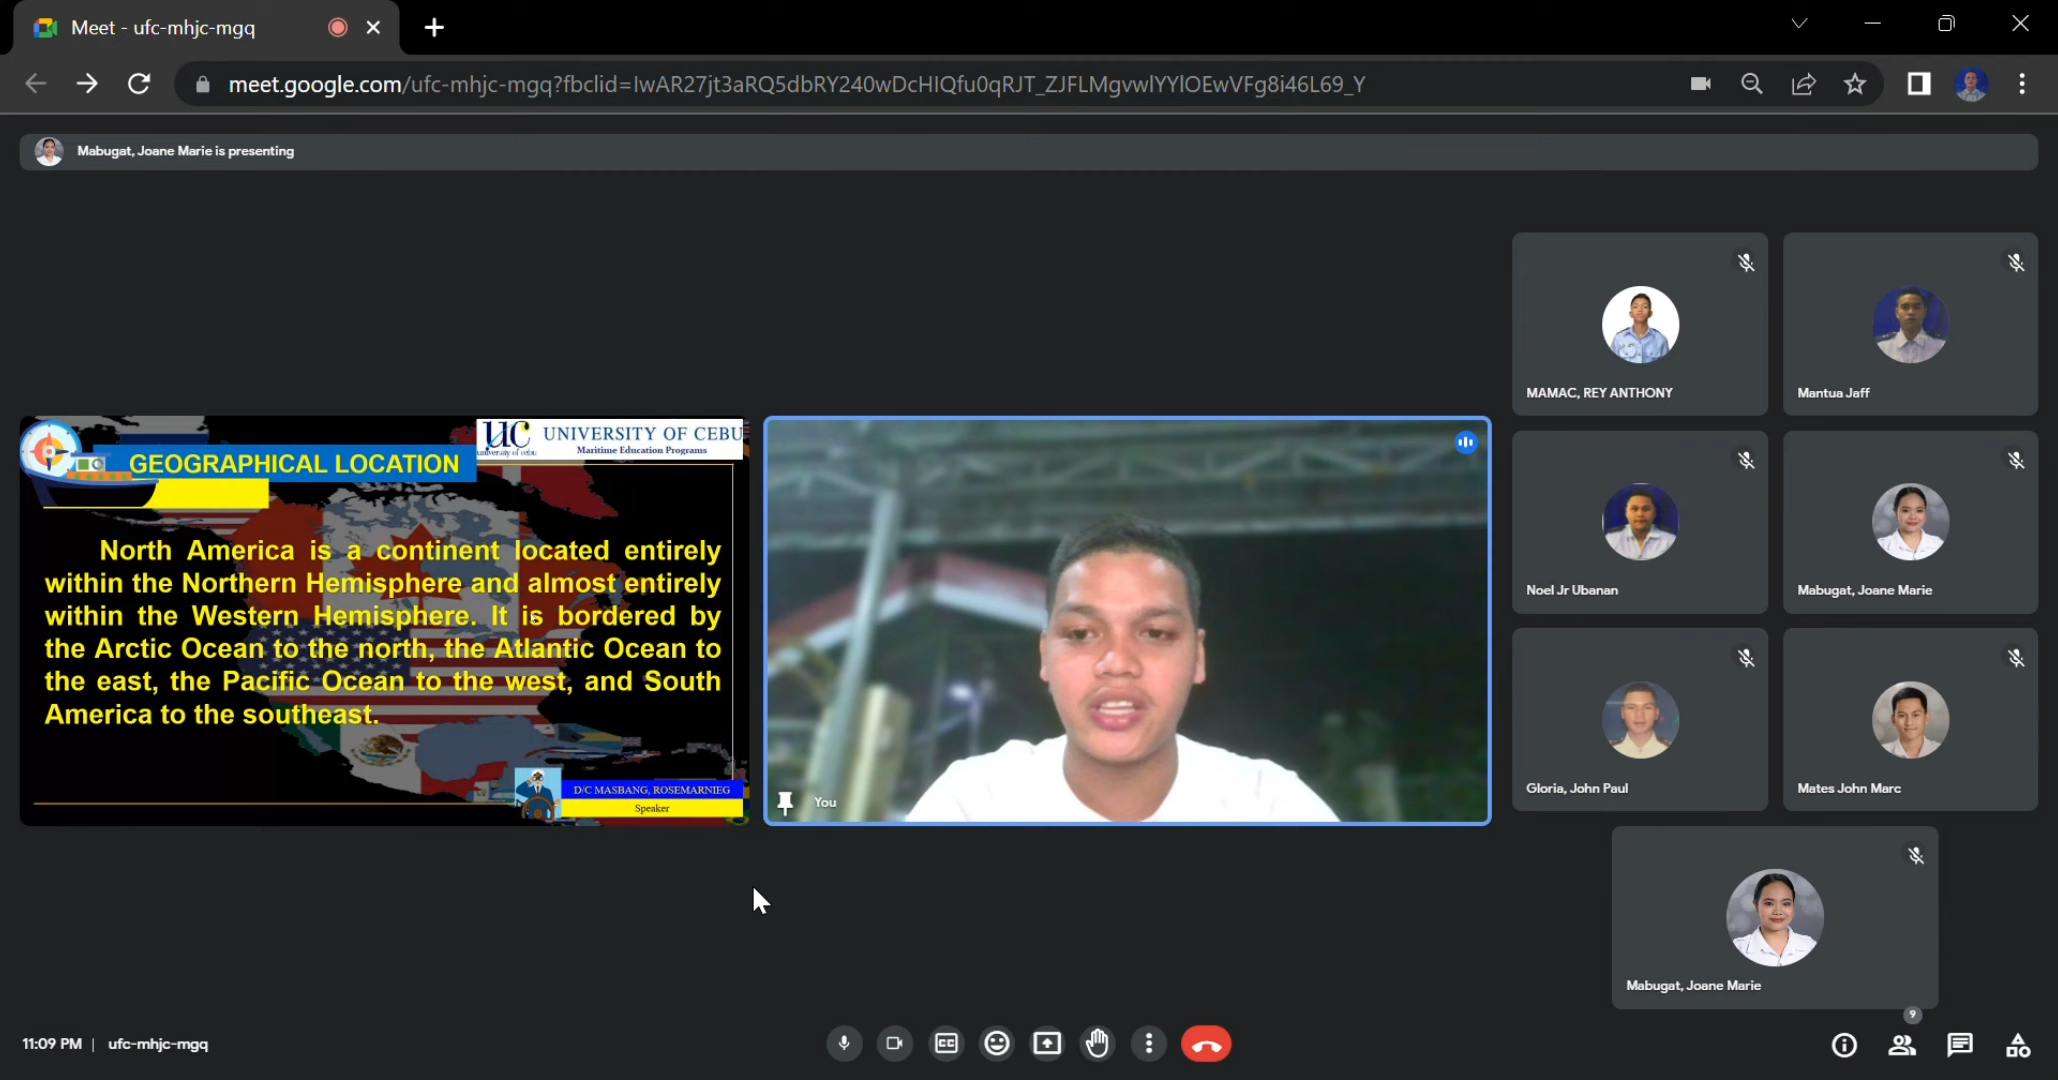 Meet - ufc-mhjc-mgq
meet.google.com/ufc-mhjc-mgq?fbclid=IwAR27jt3aRQ5dbRY240wDcHIQfu0qRJT_ZJFLMgvwlYYlOEwVFg8i46L69_Y
Mabugat, Joane Marie is presenting
UC UNIVERSITY OF CEBU
university of cebu
Maritime Education Programs
GEOGRAPHICAL LOCATION
North America is a continent located entirely
within the Northern Hemisphere and almost entirely
within the Western Hemisphere. It is bordered by
the Arctic Ocean to the north, the Atlantic Ocean to
the east, the Pacific Ocean to the west, and South
America to the southeast.
D/C MASBANG, ROSEMARNIEG
Speaker
You
MAMAC, REY ANTHONY
Mantua Jaff
Noel Jr Ubanan
Mabugat, Joane Marie
Gloria, John Paul
Mates John Marc
Mabugat, Joane Marie
11:09 PM | ufc-mhjc-mgq
CC
9